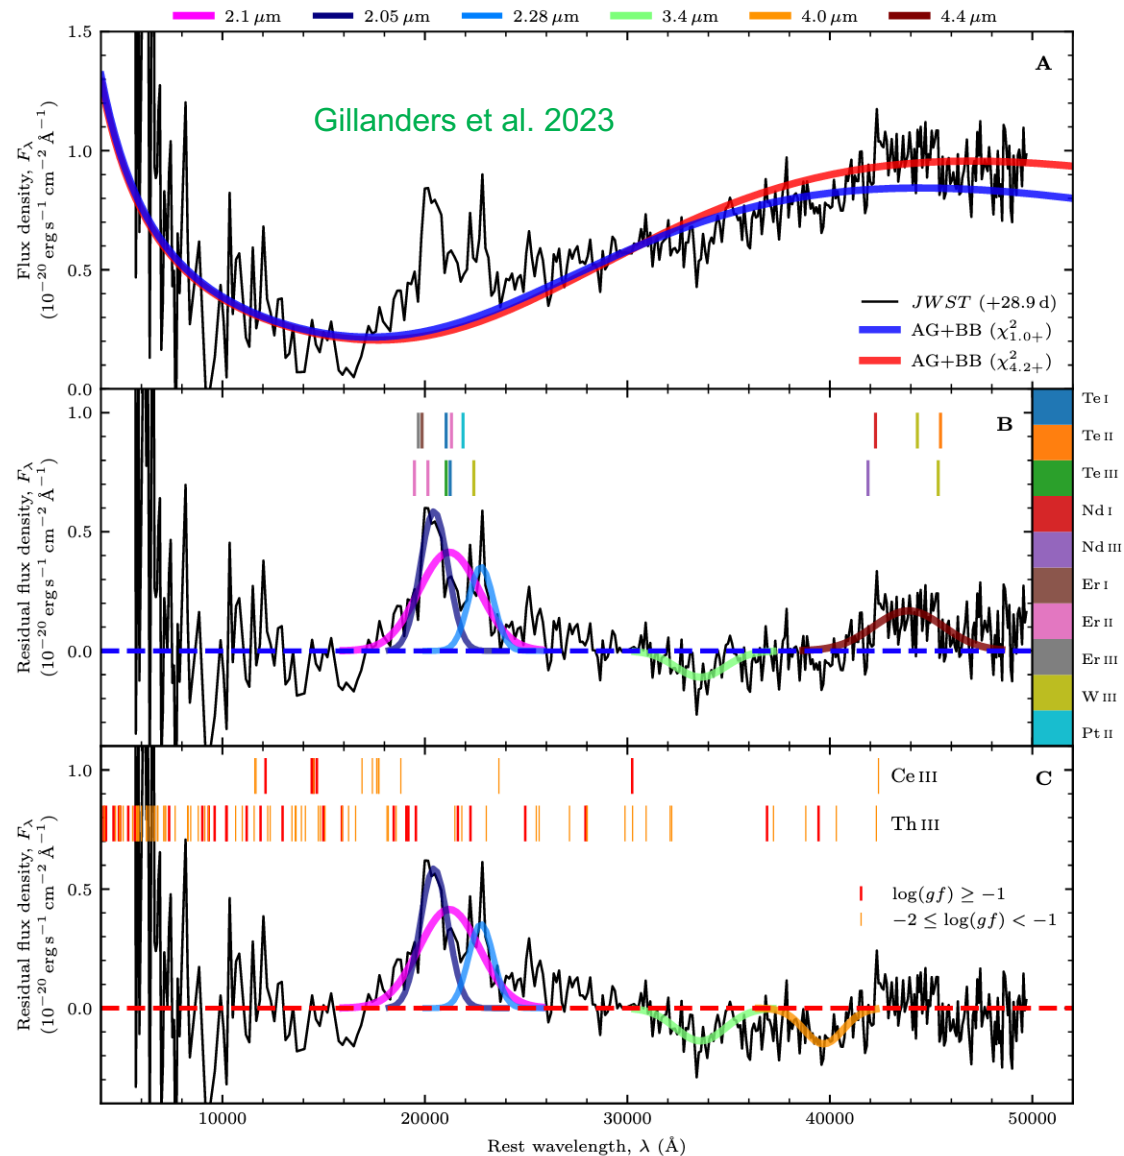 2.1 μm 2.05 μm 2.28 μm 3.4 μm 4.0 μm 4.4 μm
A
Gillanders et al. 2023
Flux density, Fλ
(10⁻²⁰ erg s⁻¹ cm⁻² Å⁻¹)
1.5
1.0
0.5
0.0
JWST (+28.9 d)
AG+BB (χ²₁.₀₊)
AG+BB (χ²₄.₂₊)
B
Residual flux density, Fλ
(10⁻²⁰ erg s⁻¹ cm⁻² Å⁻¹)
1.0
0.5
0.0
Te I
Te II
Te III
Nd I
Nd III
Er I
Er II
Er III
W III
Pt II
C
Residual flux density, Fλ
(10⁻²⁰ erg s⁻¹ cm⁻² Å⁻¹)
1.0
0.5
0.0
Ce III
Th III
log(gf) ≥ −1
−2 ≤ log(gf) < −1
10000 20000 30000 40000 50000
Rest wavelength, λ (Å)